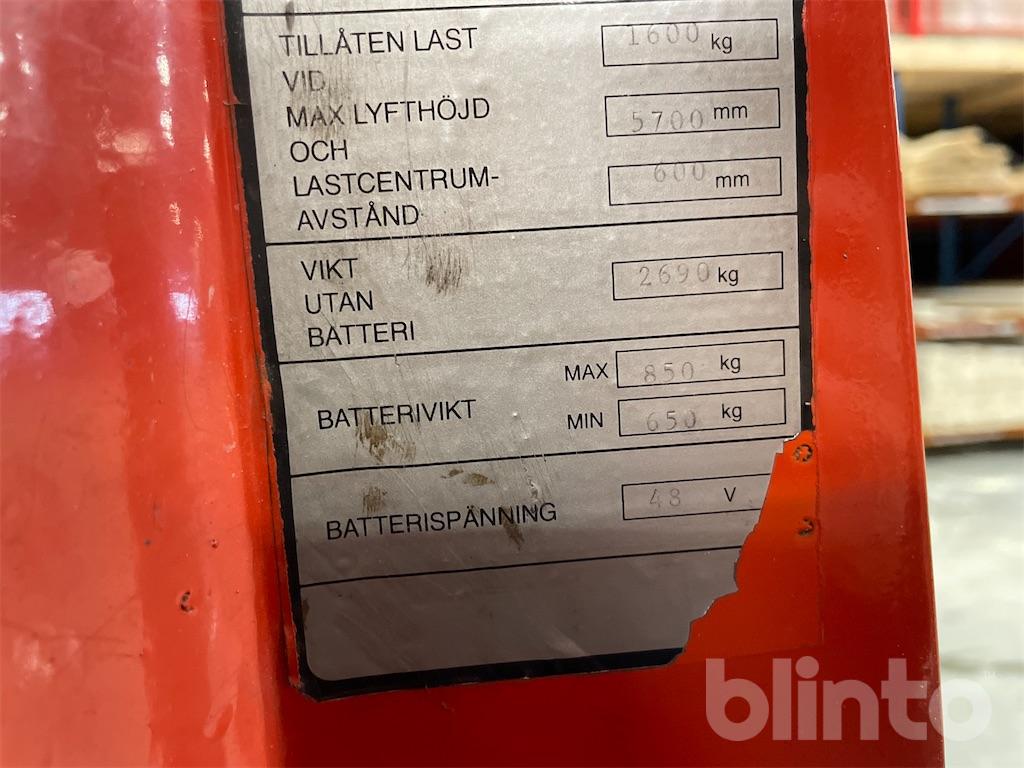 TILLÅTEN LAST 1600 kg
VID
MAX LYFTHÖJD 5700 mm
OCH
LASTCENTRUM- 600 mm
AVSTÅND
VIKT 2690 kg
UTAN
BATTERI
MAX 850 kg
BATTERIVIKT
MIN 650 kg
BATTERISPÄNNING 48 V
blinto